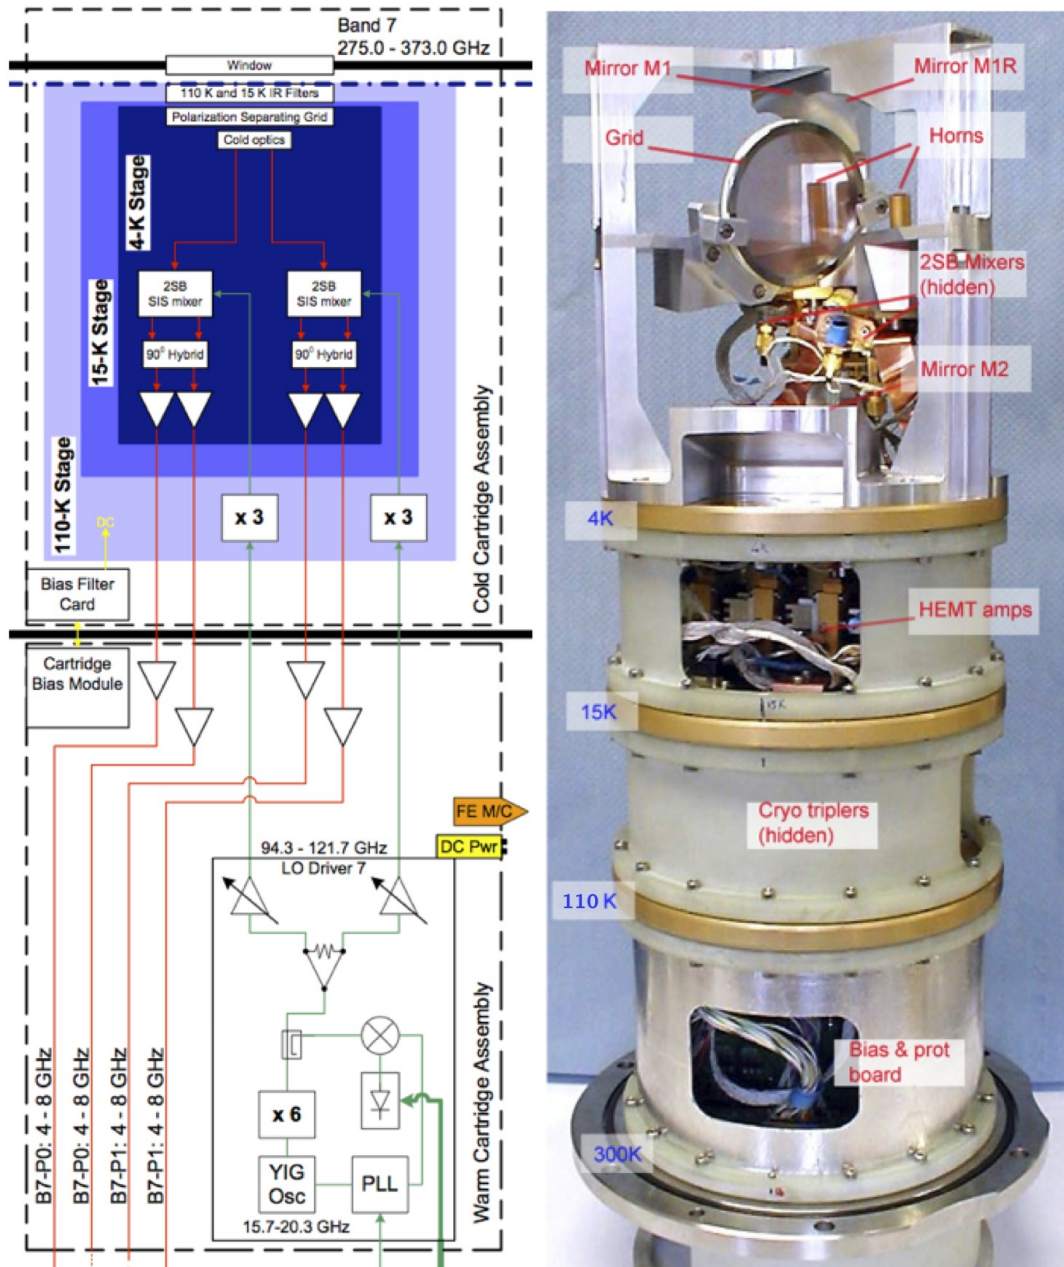 Band 7
275.0 - 373.0 GHz
Window
110 K and 15 K IR Filters
Polarization Separating Grid
Cold optics
4-K Stage
15-K Stage
110-K Stage
2SB
SIS mixer
2SB
SIS mixer
90⁰ Hybrid
90⁰ Hybrid
x 3
x 3
DC
Bias Filter
Card
Cold Cartridge Assembly
Cartridge
Bias Module
FE M/C
DC Pwr
94.3 - 121.7 GHz
LO Driver 7
x 6
YIG
Osc
PLL
15.7-20.3 GHz
B7-P0: 4 - 8 GHz
B7-P0: 4 - 8 GHz
B7-P1: 4 - 8 GHz
B7-P1: 4 - 8 GHz
Warm Cartridge Assembly
Mirror M1
Mirror M1R
Grid
Horns
2SB Mixers
(hidden)
Mirror M2
4K
HEMT amps
15K
15K
Cryo triplers
(hidden)
110 K
Bias & prot
board
300K